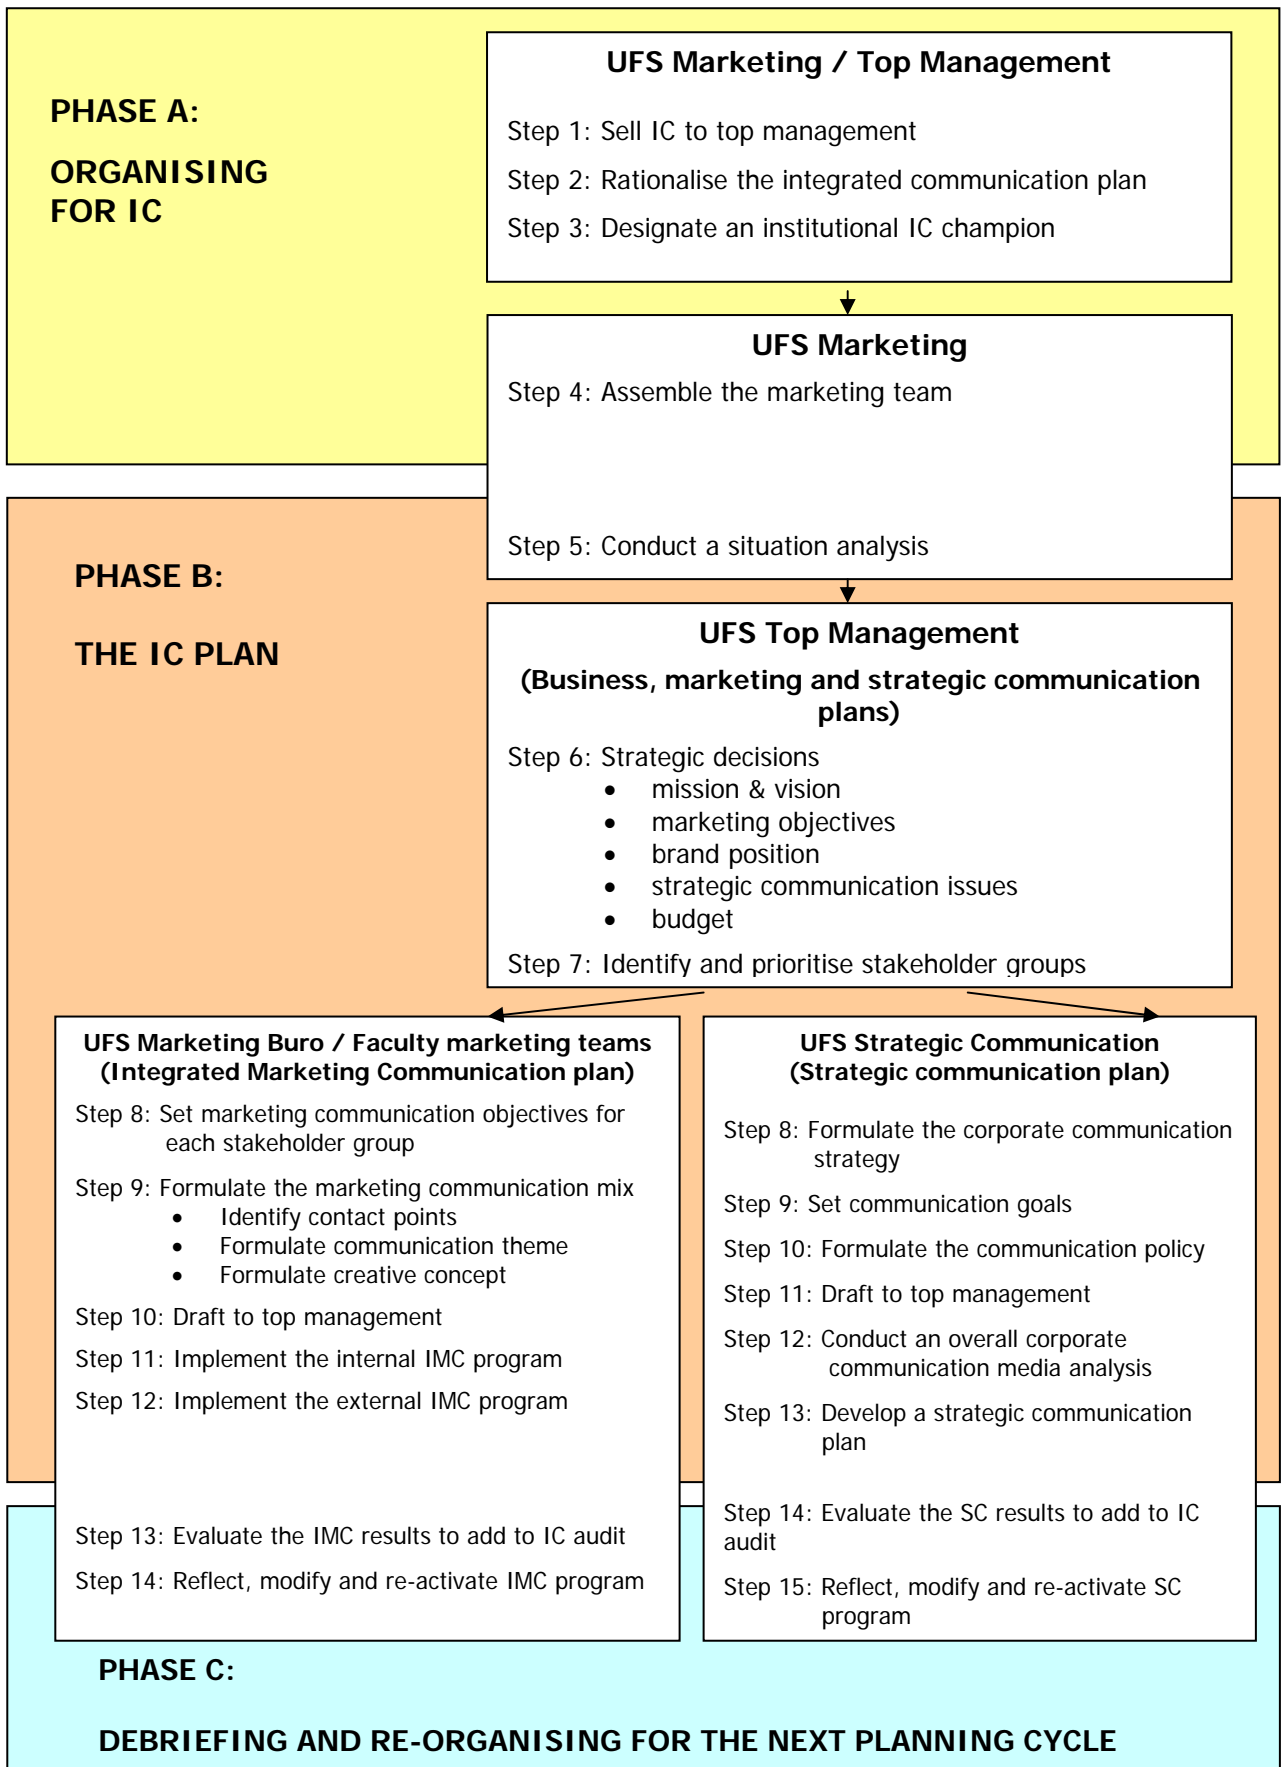 PHASE A:
ORGANISING
FOR IC
UFS Marketing / Top Management
Step 1: Sell IC to top management
Step 2: Rationalise the integrated communication plan
Step 3: Designate an institutional IC champion
UFS Marketing
Step 4: Assemble the marketing team
Step 5: Conduct a situation analysis
PHASE B:
THE IC PLAN
UFS Top Management
(Business, marketing and strategic communication
plans)
Step 6: Strategic decisions
• mission & vision
• marketing objectives
• brand position
• strategic communication issues
• budget
Step 7: Identify and prioritise stakeholder groups
UFS Marketing Buro / Faculty marketing teams
(Integrated Marketing Communication plan)
Step 8: Set marketing communication objectives for
each stakeholder group
Step 9: Formulate the marketing communication mix
• Identify contact points
• Formulate communication theme
• Formulate creative concept
Step 10: Draft to top management
Step 11: Implement the internal IMC program
Step 12: Implement the external IMC program
Step 13: Evaluate the IMC results to add to IC audit
Step 14: Reflect, modify and re-activate IMC program
UFS Strategic Communication
(Strategic communication plan)
Step 8: Formulate the corporate communication
strategy
Step 9: Set communication goals
Step 10: Formulate the communication policy
Step 11: Draft to top management
Step 12: Conduct an overall corporate
communication media analysis
Step 13: Develop a strategic communication
plan
Step 14: Evaluate the SC results to add to IC
audit
Step 15: Reflect, modify and re-activate SC
program
PHASE C:
DEBRIEFING AND RE-ORGANISING FOR THE NEXT PLANNING CYCLE